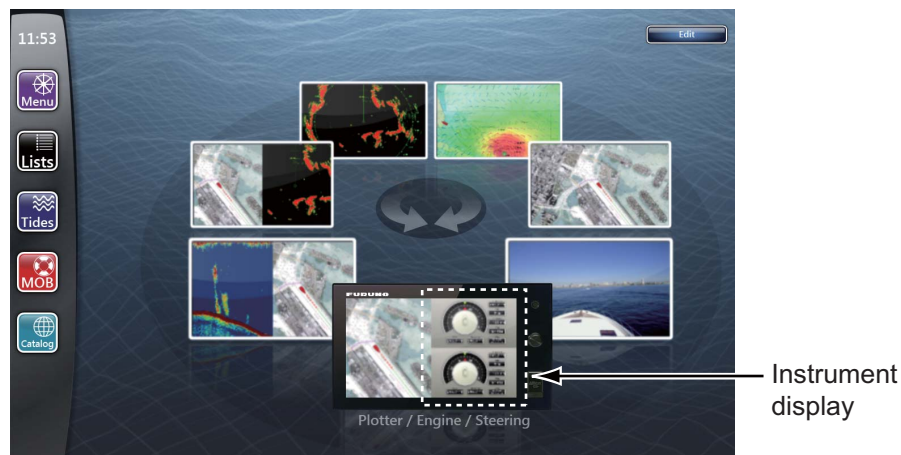 11:53
Edit
Menu
Lists
Tides
MOB
Catalog
FURUNO
Plotter / Engine / Steering
Instrument
display